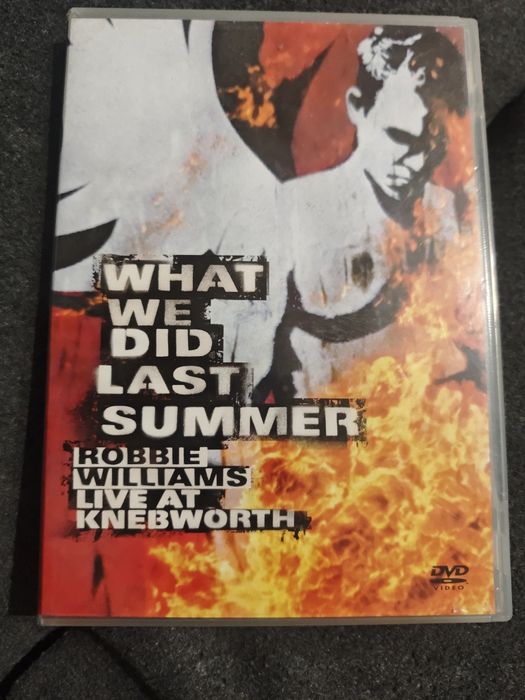 WHAT
WE
DID
LAST
SUMMER
ROBBIE
WILLIAMS
LIVE AT
KNEBWORTH
DVD
VIDEO